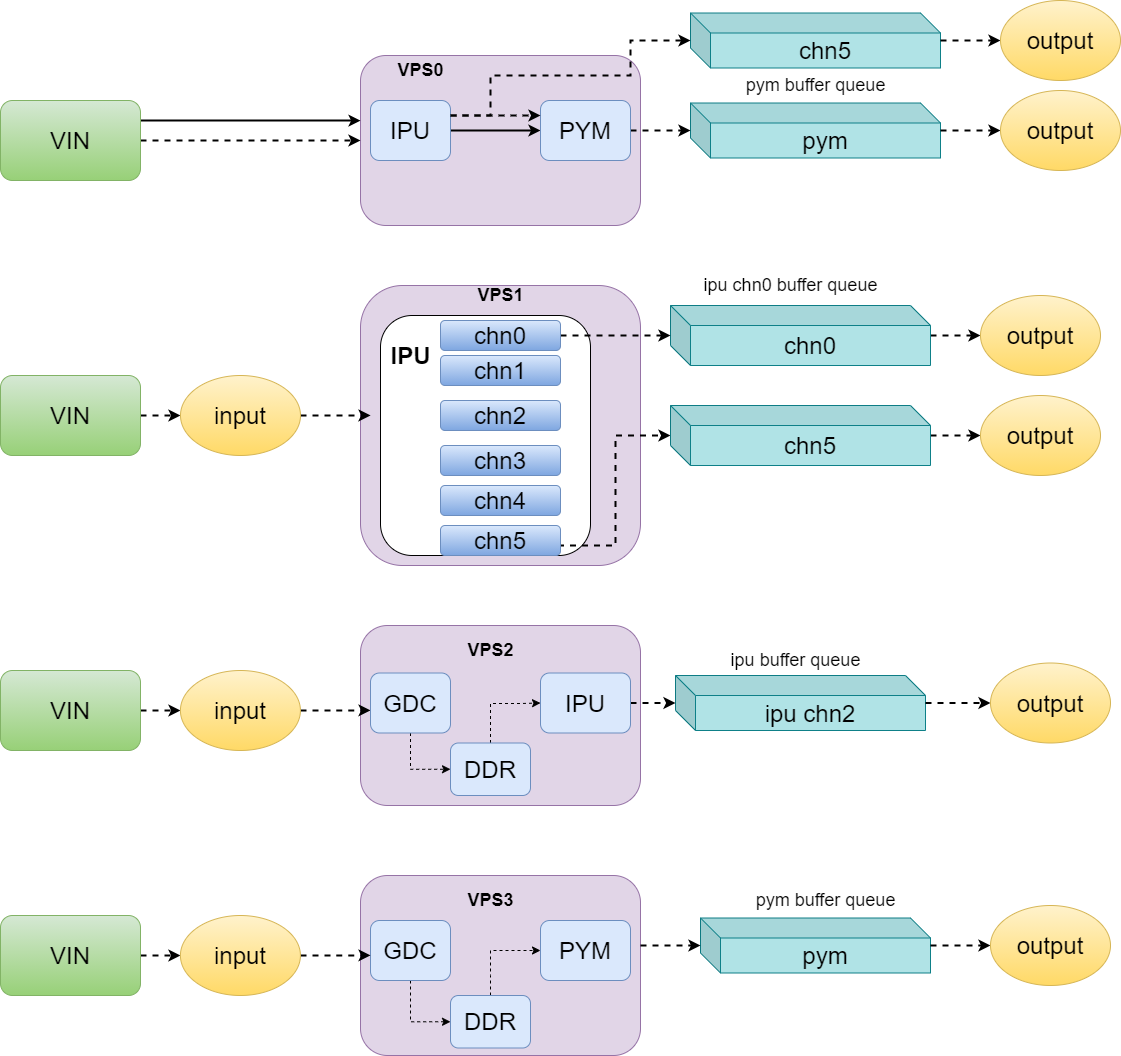 VPS0
chn5
output
pym buffer queue
VIN
IPU
PYM
pym
output
ipu chn0 buffer queue
VPS1
IPU
chn0
chn0
output
chn1
VIN
input
chn2
chn5
output
chn3
chn4
chn5
VPS2
ipu buffer queue
VIN
input
GDC
IPU
ipu chn2
output
DDR
VPS3
pym buffer queue
VIN
input
GDC
PYM
pym
output
DDR